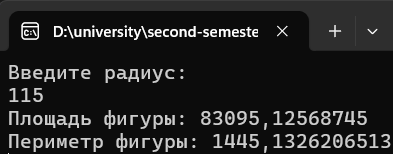 D:\university\second-semeste
Введите радиус:
115
Площадь фигуры: 83095,12568745
Периметр фигуры: 1445,1326206513